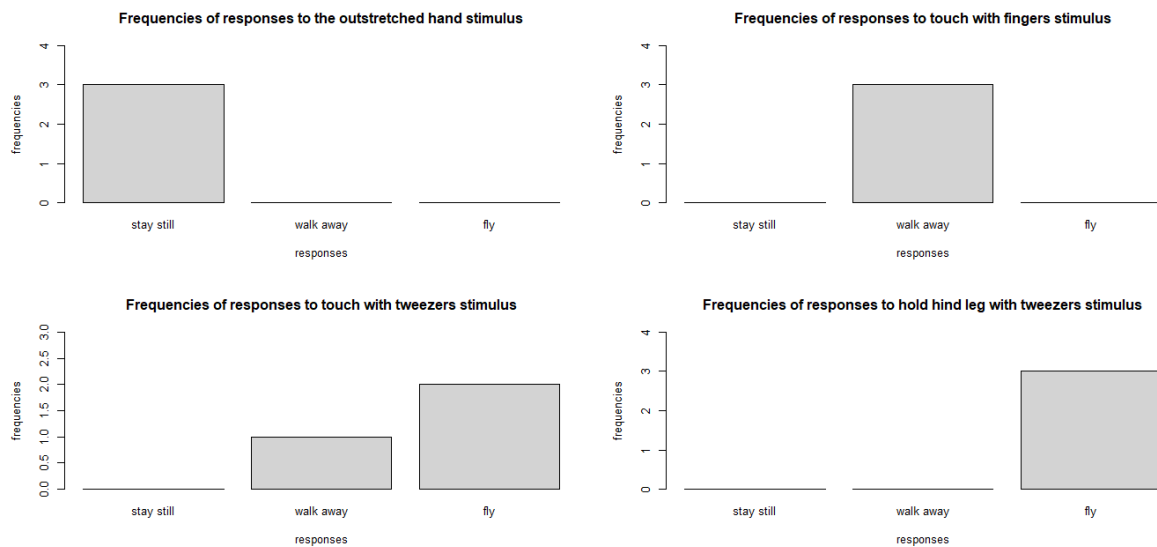 Frequencies of responses to the outstretched hand stimulus
4
3
2
1
0
frequencies
stay still walk away fly
responses
Frequencies of responses to touch with fingers stimulus
4
3
2
1
0
frequencies
stay still walk away fly
responses
Frequencies of responses to touch with tweezers stimulus
3.0
2.5
2.0
1.5
1.0
0.5
0.0
frequencies
stay still walk away fly
responses
Frequencies of responses to hold hind leg with tweezers stimulus
4
3
2
1
0
frequencies
stay still walk away fly
responses